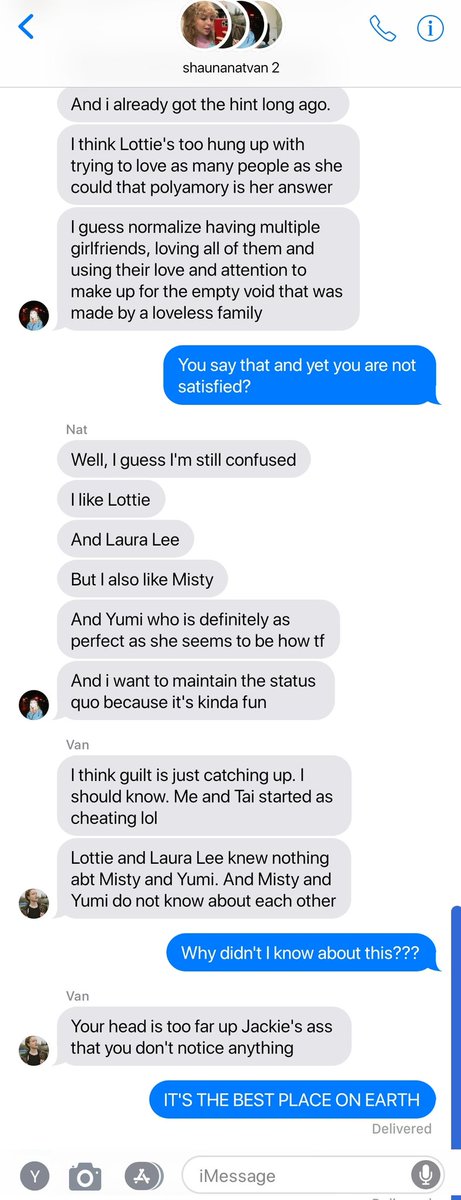 shaunanatvan 2
And i already got the hint long ago.
I think Lottie's too hung up with
trying to love as many people as she
could that polyamory is her answer
I guess normalize having multiple
girlfriends, loving all of them and
using their love and attention to
make up for the empty void that was
made by a loveless family
You say that and yet you are not
satisfied?
Nat
Well, I guess I'm still confused
I like Lottie
And Laura Lee
But I also like Misty
And Yumi who is definitely as
perfect as she seems to be how tf
And i want to maintain the status
quo because it's kinda fun
Van
I think guilt is just catching up. I
should know. Me and Tai started as
cheating lol
Lottie and Laura Lee knew nothing
abt Misty and Yumi. And Misty and
Yumi do not know about each other
Why didn't I know about this???
Van
Your head is too far up Jackie's ass
that you don't notice anything
IT'S THE BEST PLACE ON EARTH
Delivered
Y
iMessage